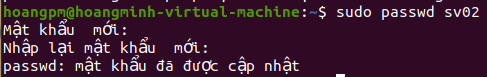 hoangpm@hoangminh-virtual-machine:~$ sudo passwd sv02
Mật khẩu  mới:
Nhập lại mật khẩu  mới:
passwd: mật khẩu đã được cập nhật